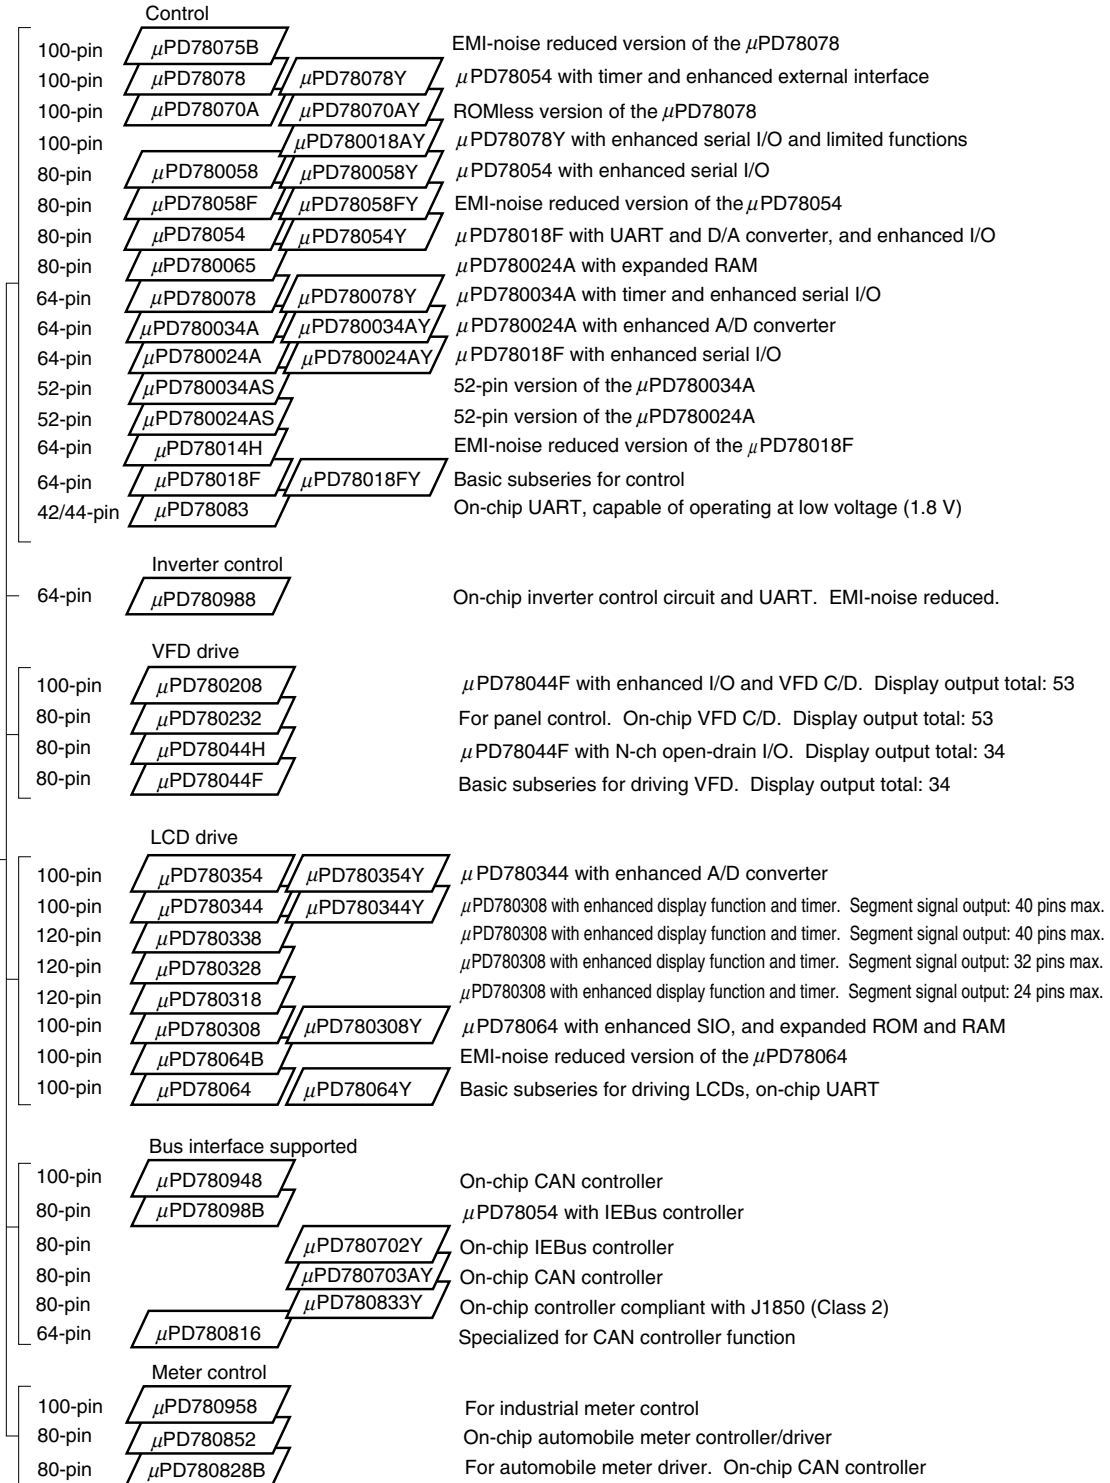 Control
100-pin μPD78075B EMI-noise reduced version of the μPD78078
100-pin μPD78078 μPD78078Y μPD78054 with timer and enhanced external interface
100-pin μPD78070A μPD78070AY ROMless version of the μPD78078
100-pin μPD780018AY μPD78078Y with enhanced serial I/O and limited functions
80-pin μPD780058 μPD780058Y μPD78054 with enhanced serial I/O
80-pin μPD78058F μPD78058FY EMI-noise reduced version of the μPD78054
80-pin μPD78054 μPD78054Y μPD78018F with UART and D/A converter, and enhanced I/O
80-pin μPD780065 μPD780024A with expanded RAM
64-pin μPD780078 μPD780078Y μPD780034A with timer and enhanced serial I/O
64-pin μPD780034A μPD780034AY μPD780024A with enhanced A/D converter
64-pin μPD780024A μPD780024AY μPD78018F with enhanced serial I/O
52-pin μPD780034AS 52-pin version of the μPD780034A
52-pin μPD780024AS 52-pin version of the μPD780024A
64-pin μPD78014H EMI-noise reduced version of the μPD78018F
64-pin μPD78018F μPD78018FY Basic subseries for control
42/44-pin μPD78083 On-chip UART, capable of operating at low voltage (1.8 V)
Inverter control
64-pin μPD780988 On-chip inverter control circuit and UART. EMI-noise reduced.
VFD drive
100-pin μPD780208 μPD78044F with enhanced I/O and VFD C/D. Display output total: 53
80-pin μPD780232 For panel control. On-chip VFD C/D. Display output total: 53
80-pin μPD78044H μPD78044F with N-ch open-drain I/O. Display output total: 34
80-pin μPD78044F Basic subseries for driving VFD. Display output total: 34
LCD drive
100-pin μPD780354 μPD780354Y μPD780344 with enhanced A/D converter
100-pin μPD780344 μPD780344Y μPD780308 with enhanced display function and timer. Segment signal output: 40 pins max.
120-pin μPD780338 μPD780308 with enhanced display function and timer. Segment signal output: 40 pins max.
120-pin μPD780328 μPD780308 with enhanced display function and timer. Segment signal output: 32 pins max.
120-pin μPD780318 μPD780308 with enhanced display function and timer. Segment signal output: 24 pins max.
100-pin μPD780308 μPD780308Y μPD78064 with enhanced SIO, and expanded ROM and RAM
100-pin μPD78064B EMI-noise reduced version of the μPD78064
100-pin μPD78064 μPD78064Y Basic subseries for driving LCDs, on-chip UART
Bus interface supported
100-pin μPD780948 On-chip CAN controller
80-pin μPD78098B μPD78054 with IEBus controller
80-pin μPD780702Y On-chip IEBus controller
80-pin μPD780703AY On-chip CAN controller
80-pin μPD780833Y On-chip controller compliant with J1850 (Class 2)
64-pin μPD780816 Specialized for CAN controller function
Meter control
100-pin μPD780958 For industrial meter control
80-pin μPD780852 On-chip automobile meter controller/driver
80-pin μPD780828B For automobile meter driver. On-chip CAN controller